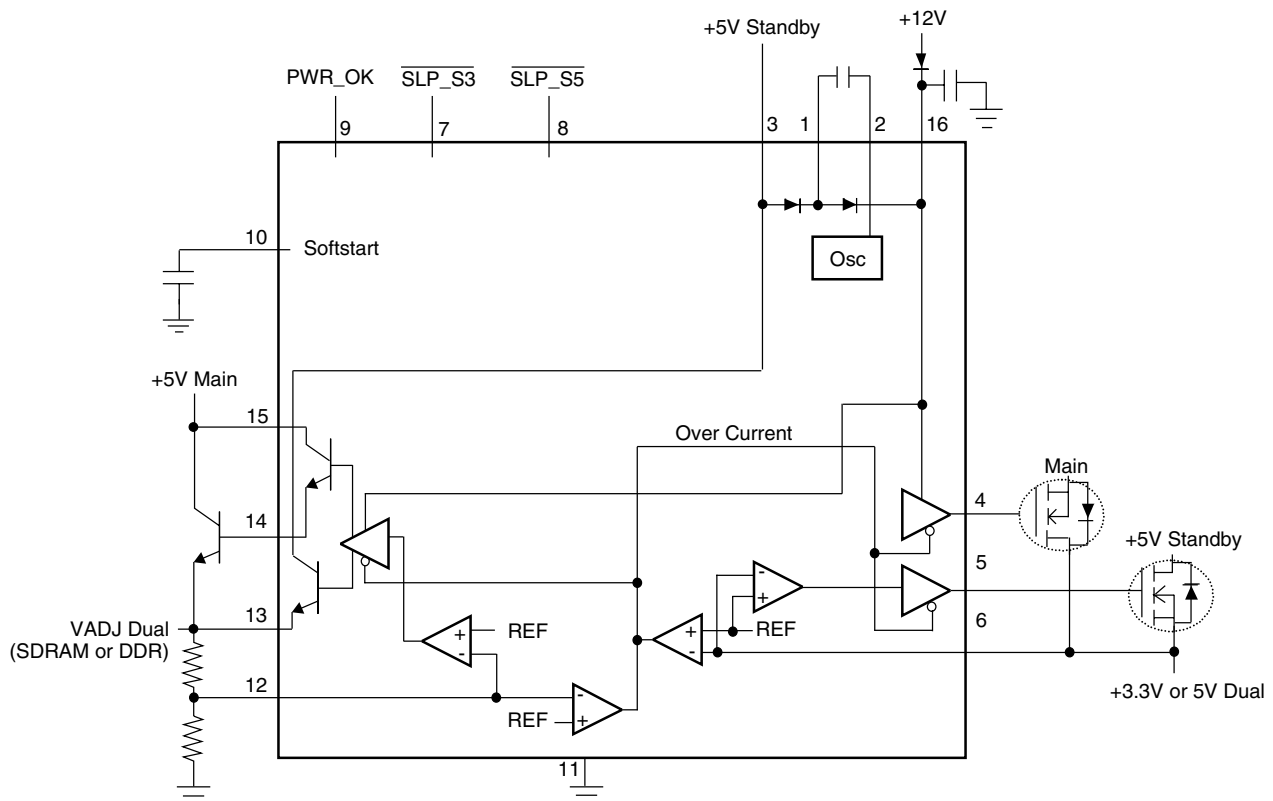 +12V
+5V Standby
PWR_OK
SLP_S3
SLP_S5
9
7
8
3
1
2
16
10
Softstart
Osc
+5V Main
15
Over Current
Main
14
4
+5V Standby
5
-
+
6
13
VADJ Dual
(SDRAM or DDR)
+
-
REF
+
-
REF
12
-
+
REF
+3.3V or 5V Dual
11